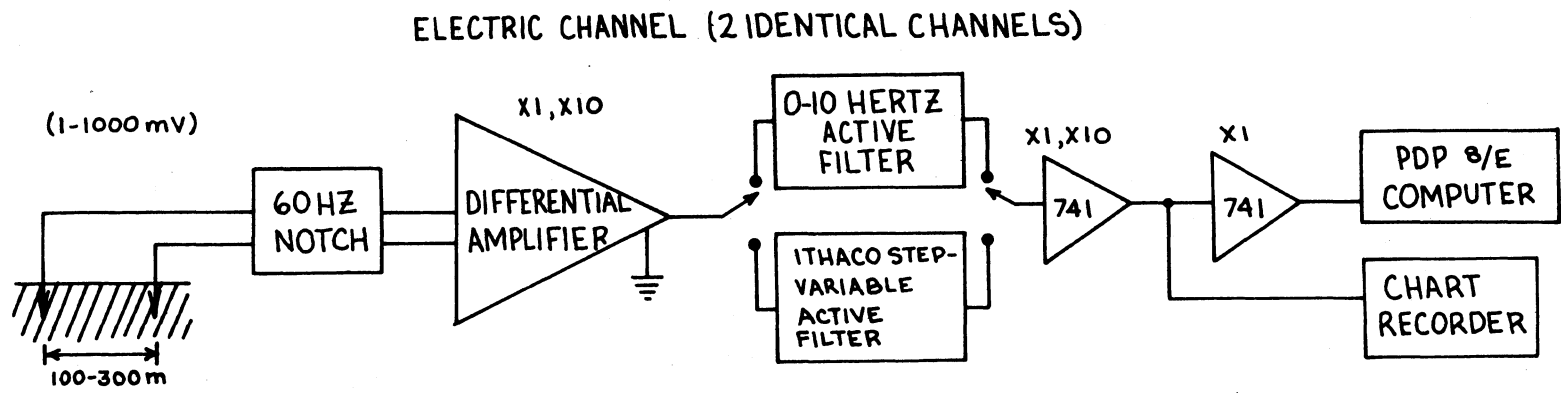 ELECTRIC CHANNEL (2 IDENTICAL CHANNELS)
(1-1000 mV)
60 HZ
NOTCH
X1, X10
DIFFERENTIAL
AMPLIFIER
0-10 HERTZ
ACTIVE
FILTER
ITHACO STEP-
VARIABLE
ACTIVE
FILTER
X1, X10
741
X1
741
PDP 8/E
COMPUTER
CHART
RECORDER
100-300 m